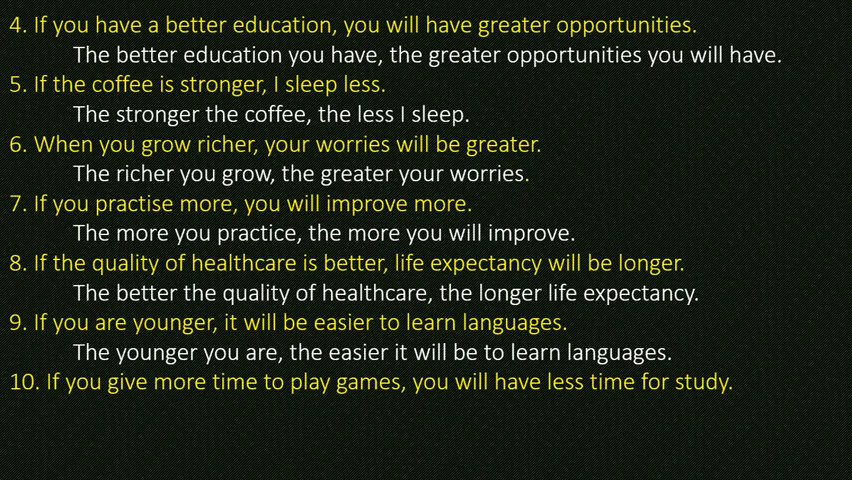 4. If you have a better education, you will have greater opportunities.
The better education you have, the greater opportunities you will have.
5. If the coffee is stronger, I sleep less.
The stronger the coffee, the less I sleep.
6. When you grow richer, your worries will be greater.
The richer you grow, the greater your worries.
7. If you practise more, you will improve more.
The more you practice, the more you will improve.
8. If the quality of healthcare is better, life expectancy will be longer.
The better the quality of healthcare, the longer life expectancy.
9. If you are younger, it will be easier to learn languages.
The younger you are, the easier it will be to learn languages.
10. If you give more time to play games, you will have less time for study.